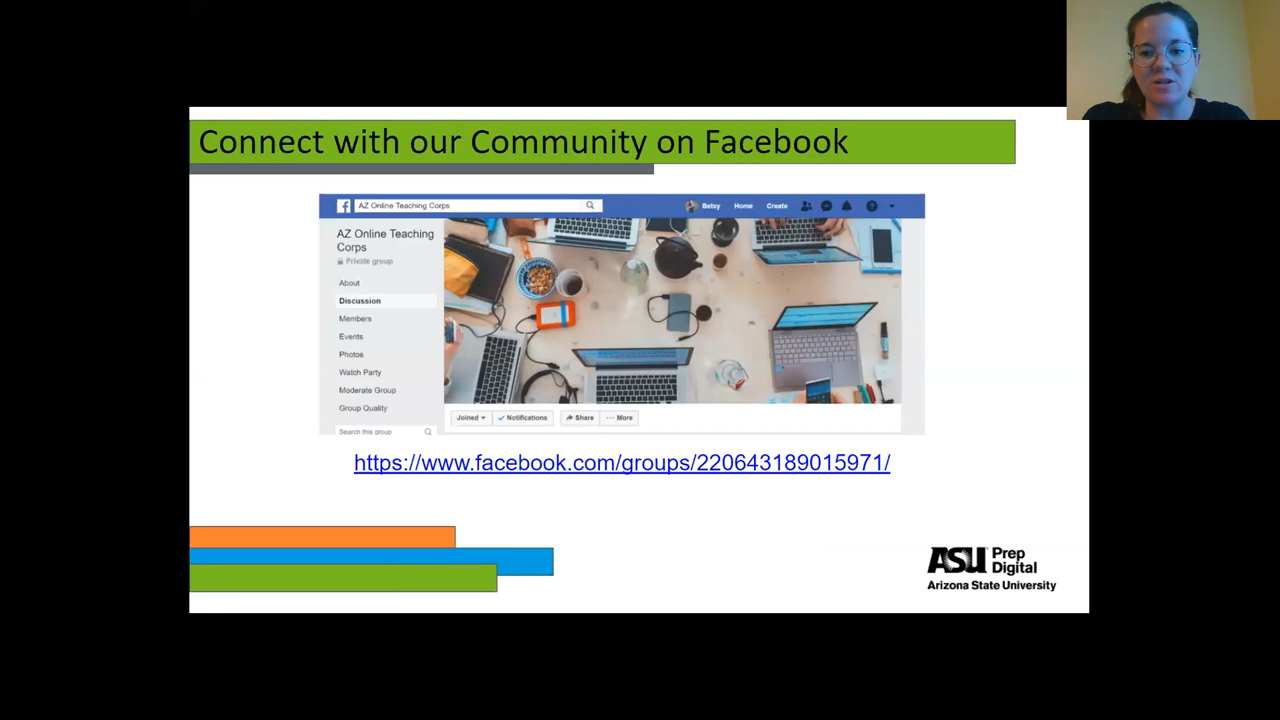 Connect with our Community on Facebook
AZ Online Teaching Corps
Betsy
Home
Create
AZ Online Teaching
Corps
Private group
About
Discussion
Members
Events
Photos
Watch Party
Moderate Group
Group Quality
Search this group
Joined
Notifications
Share
More
https://www.facebook.com/groups/220643189015971/
ASU Prep
Digital
Arizona State University